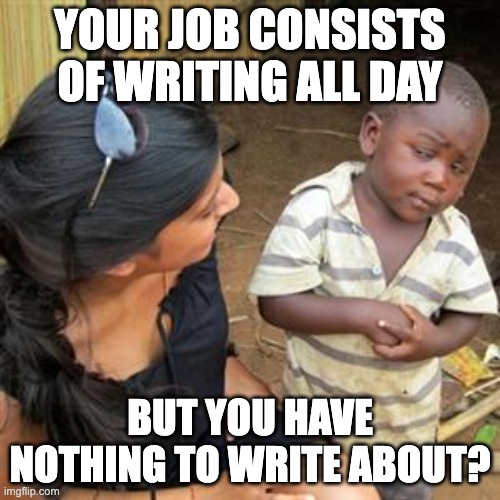 YOUR JOB CONSISTS
OF WRITING ALL DAY
BUT YOU HAVE
NOTHING TO WRITE ABOUT?
imgflip.com